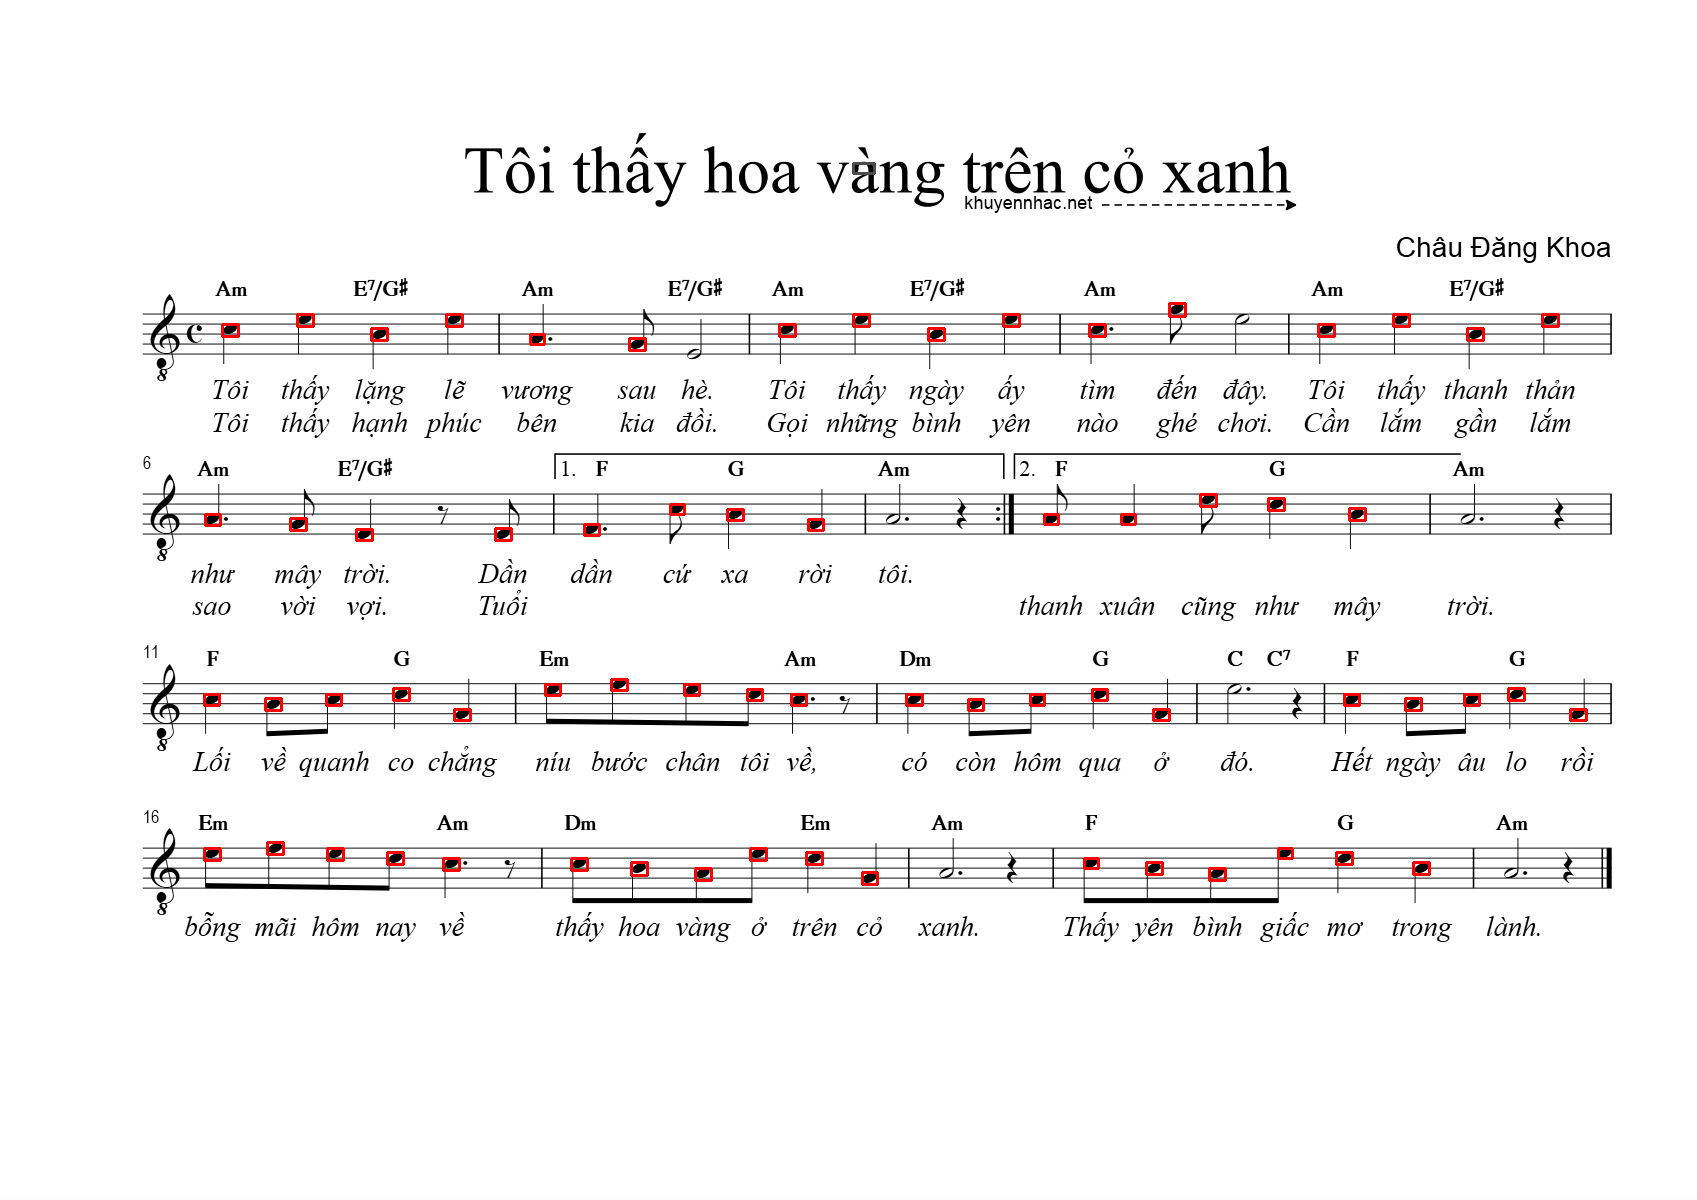 Tôi thấy hoa vàng trên cỏ xanh
khuyennhac.net
Châu Đăng Khoa
Am E7/G# Am E7/G# Am E7/G# Am Am E7/G#
Tôi thấy lặng lẽ vương sau hè. Tôi thấy ngày ấy tìm đến đây. Tôi thấy thanh thản
Tôi thấy hạnh phúc bên kia đồi. Gọi những bình yên nào ghé chơi. Cần lắm gần lắm
6 Am E7/G# 1. F G Am 2. F G Am
như mây trời. Dần dần cứ xa rời tôi.
sao vời vợi. Tuổi thanh xuân cũng như mây trời.
11 F G Em Am Dm G C C7 F G
Lối về quanh co chẳng níu bước chân tôi về, có còn hôm qua ở đó. Hết ngày âu lo rồi
16 Em Am Dm Em Am F G Am
bỗng mãi hôm nay về thấy hoa vàng ở trên cỏ xanh. Thấy yên bình giấc mơ trong lành.